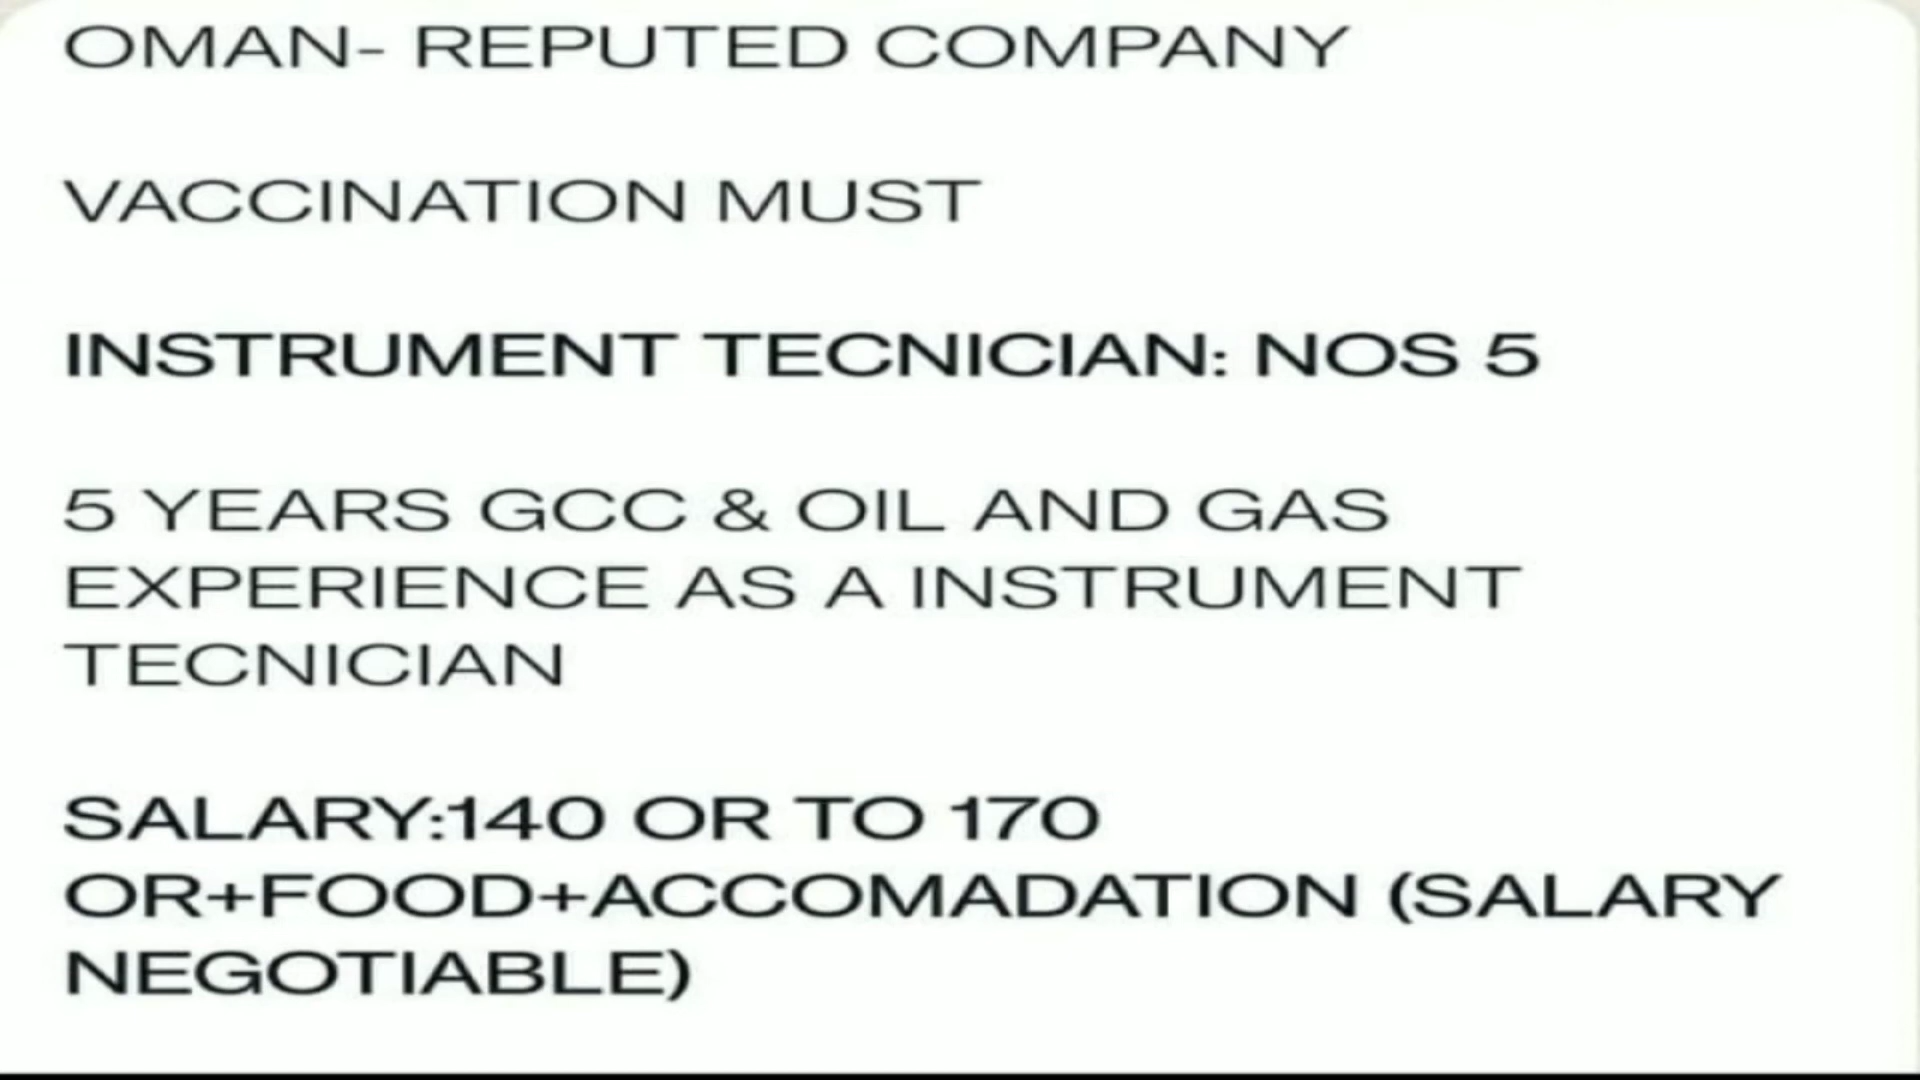 OMAN- REPUTED COMPANY
VACCINATION MUST
INSTRUMENT TECNICIAN: NOS 5
5 YEARS GCC & OIL AND GAS
EXPERIENCE AS A INSTRUMENT
TECNICIAN
SALARY:140 OR TO 170
OR+FOOD+ACCOMADATION (SALARY
NEGOTIABLE)